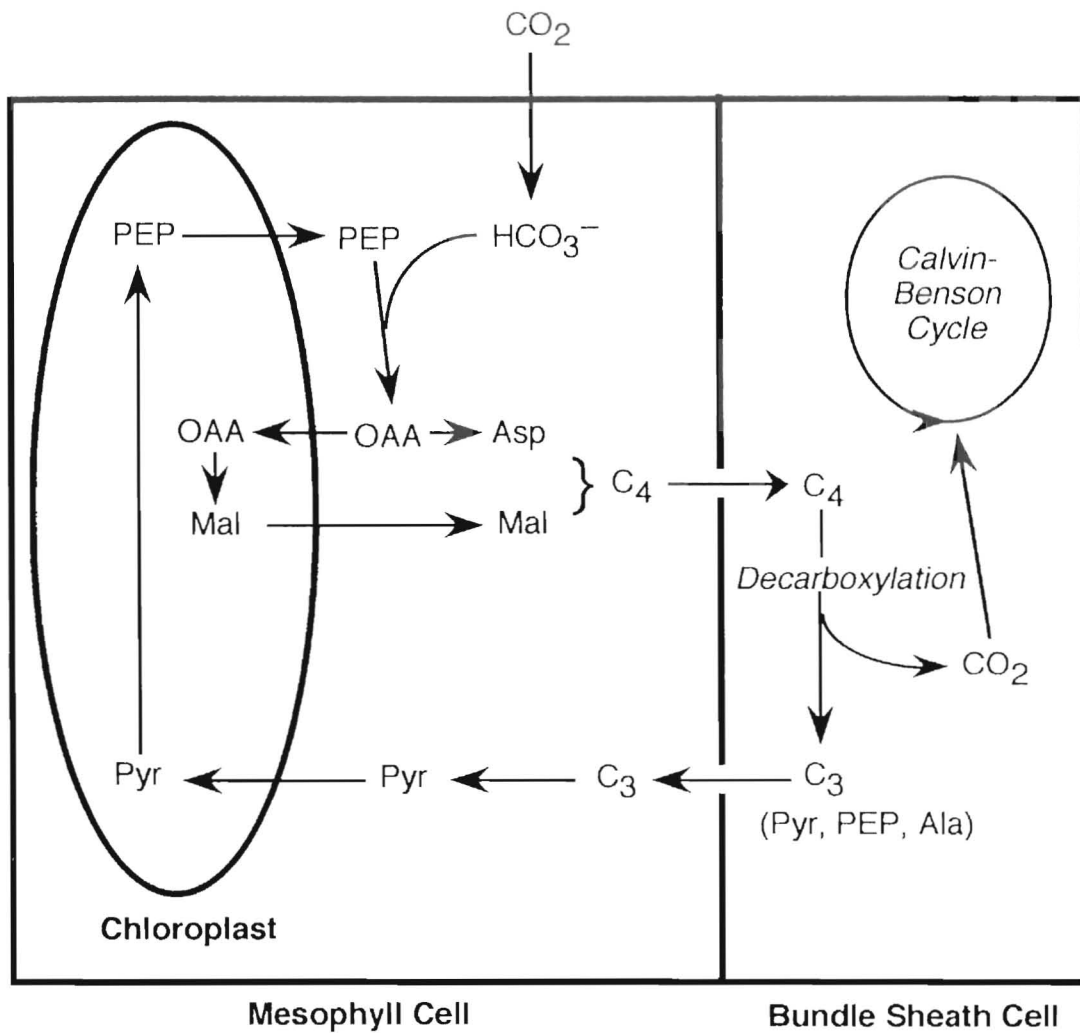 CO₂
PEP
PEP
HCO₃⁻
Calvin-
Benson
Cycle
OAA
OAA
Asp
Mal
Mal
} C₄
C₄
Decarboxylation
CO₂
Pyr
Pyr
C₃
C₃
(Pyr, PEP, Ala)
Chloroplast
Mesophyll Cell
Bundle Sheath Cell